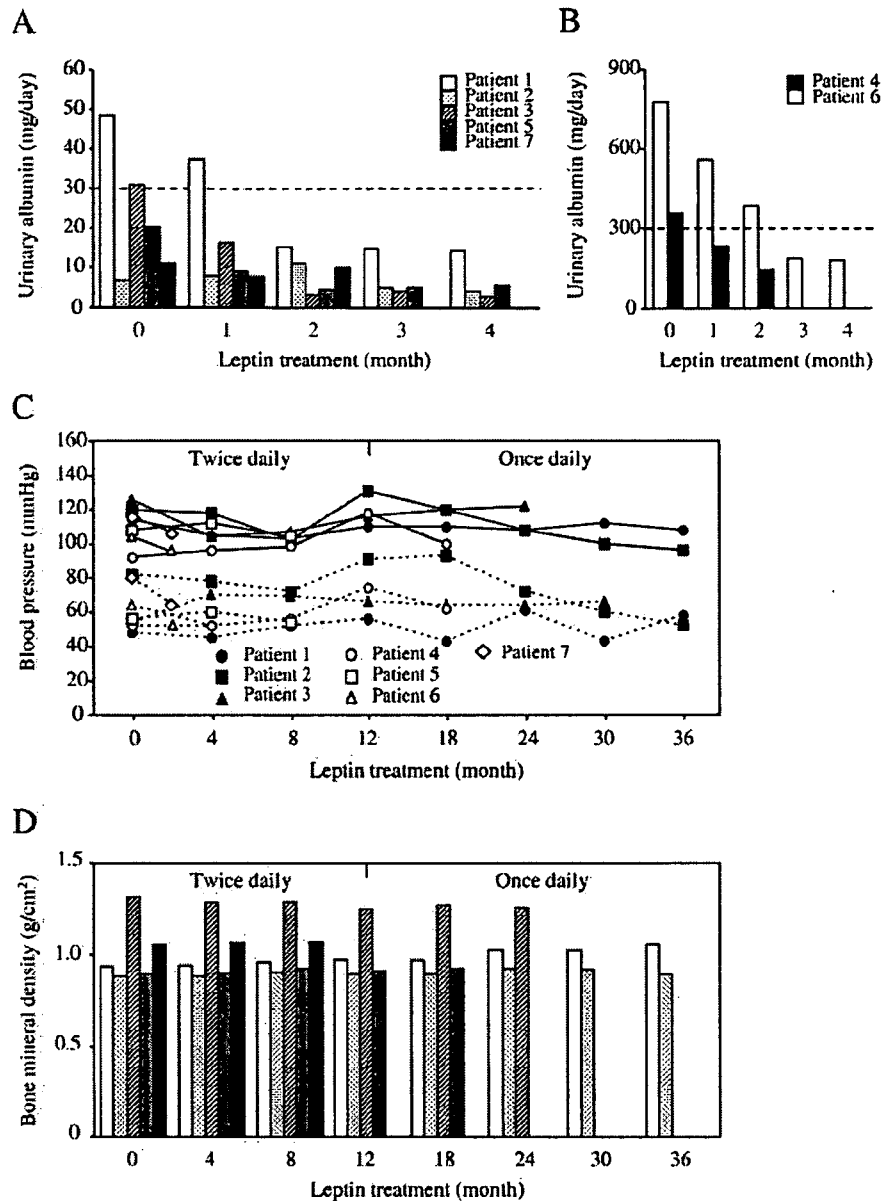 A
Urinary albumin (mg/day)
60
50
40
30
20
10
0
Patient 1
Patient 2
Patient 3
Patient 5
Patient 7
0 1 2 3 4
Leptin treatment (month)
B
Urinary albumin (mg/day)
900
600
300
0
Patient 4
Patient 6
0 1 2 3 4
Leptin treatment (month)
C
Blood pressure (mmHg)
160
140
120
100
80
60
40
20
0
Twice daily Once daily
Patient 1 Patient 4 Patient 7
Patient 2 Patient 5
Patient 3 Patient 6
0 4 8 12 18 24 30 36
Leptin treatment (month)
D
Bone mineral density (g/cm²)
1.5
1.0
0.5
0
Twice daily Once daily
0 4 8 12 18 24 30 36
Leptin treatment (month)